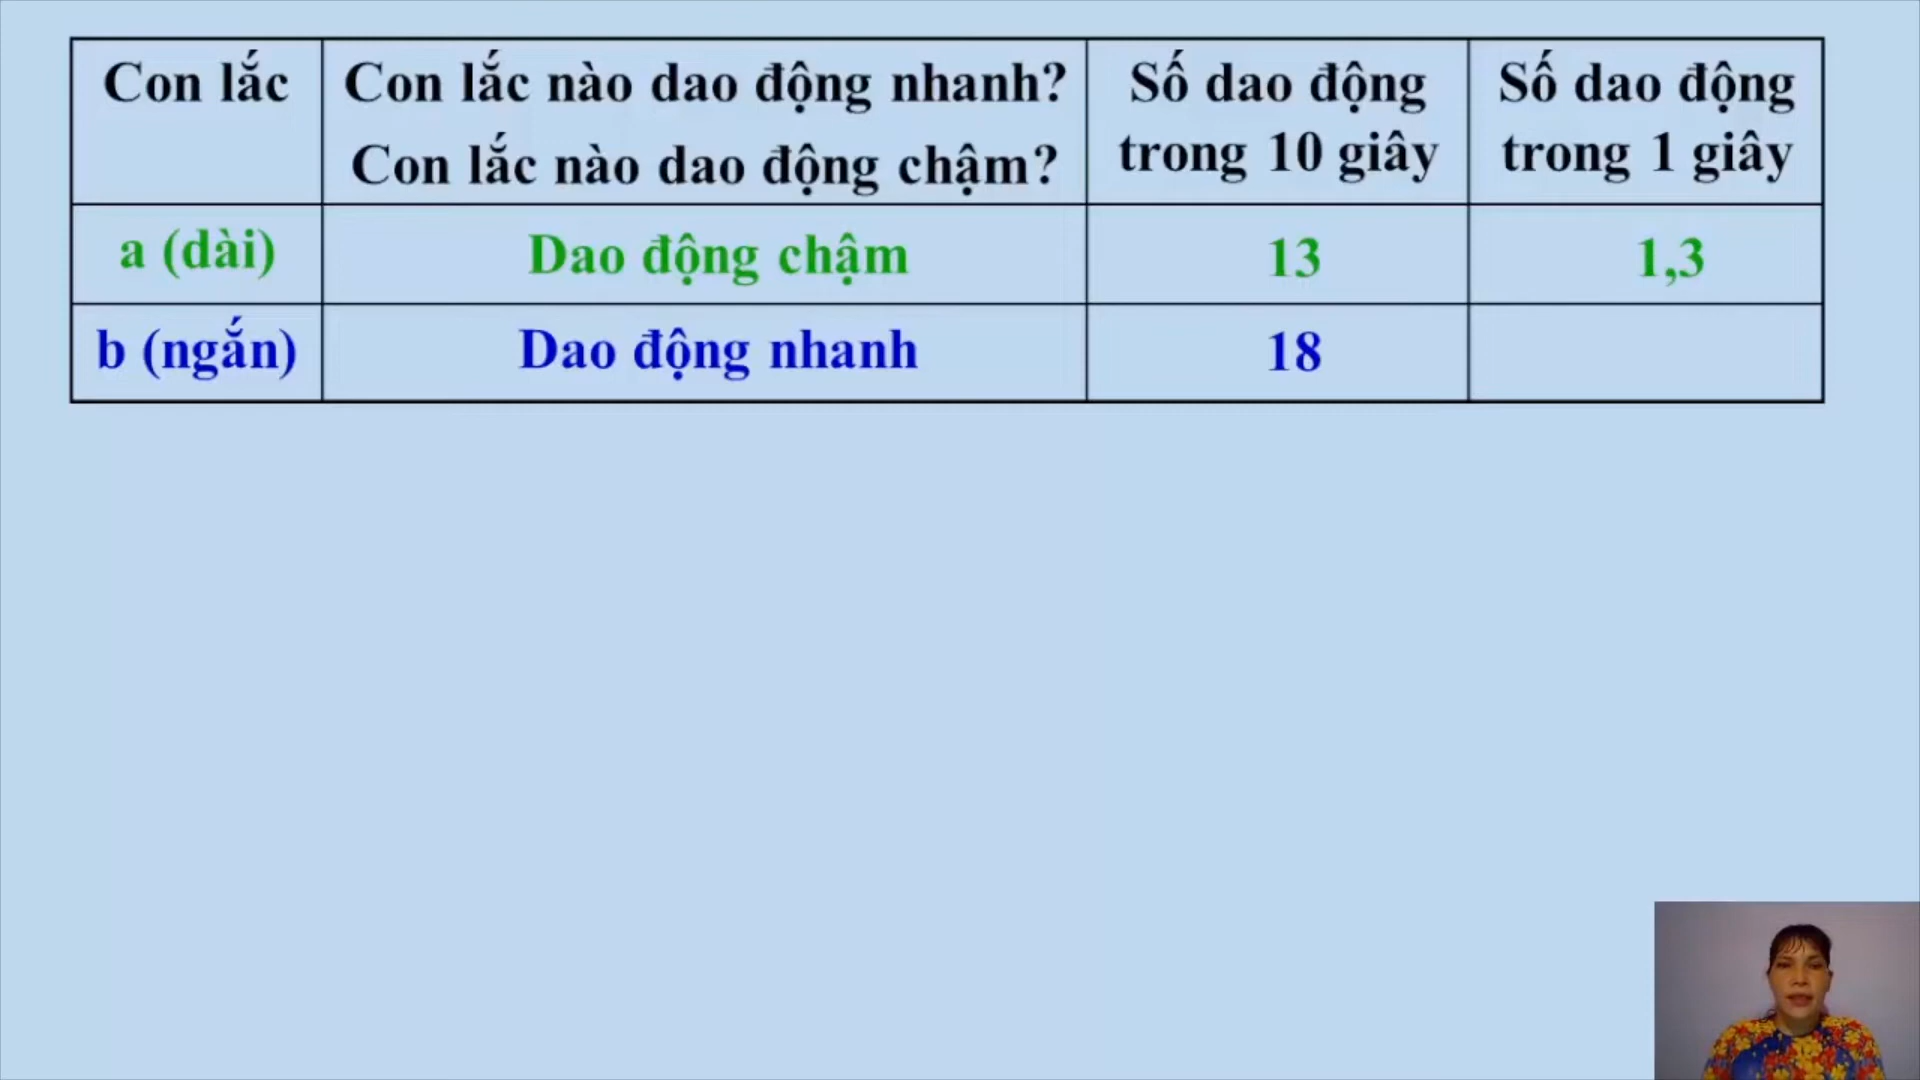 Con lắc
Con lắc nào dao động nhanh?
Con lắc nào dao động chậm?
Số dao động
trong 10 giây
Số dao động
trong 1 giây
a (dài)
Dao động chậm
13
1,3
b (ngắn)
Dao động nhanh
18